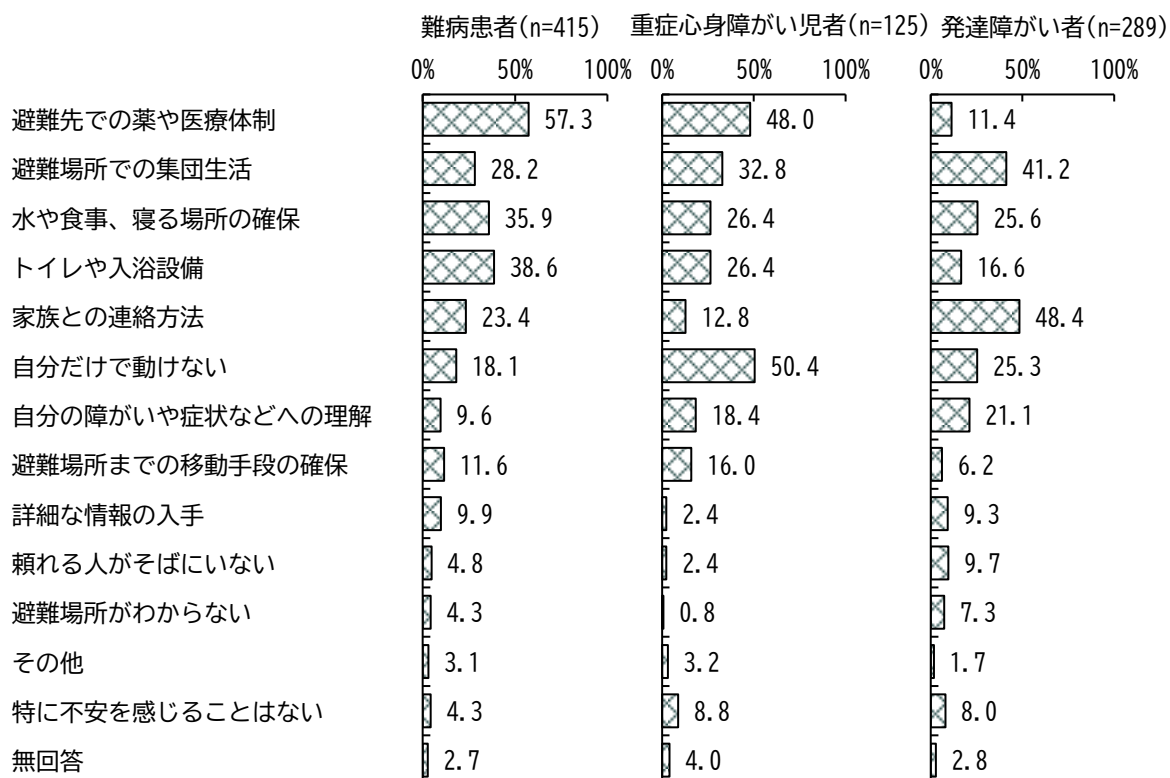 難病患者(n=415) 重症心身障がい児者(n=125) 発達障がい者(n=289)
0% 50% 100% 0% 50% 100% 0% 50% 100%
避難先での薬や医療体制 57.3 48.0 11.4
避難場所での集団生活 28.2 32.8 41.2
水や食事、寝る場所の確保 35.9 26.4 25.6
トイレや入浴設備 38.6 26.4 16.6
家族との連絡方法 23.4 12.8 48.4
自分だけで動けない 18.1 50.4 25.3
自分の障がいや症状などへの理解 9.6 18.4 21.1
避難場所までの移動手段の確保 11.6 16.0 6.2
詳細な情報の入手 9.9 2.4 9.3
頼れる人がそばにいない 4.8 2.4 9.7
避難場所がわからない 4.3 0.8 7.3
その他 3.1 3.2 1.7
特に不安を感じることはない 4.3 8.8 8.0
無回答 2.7 4.0 2.8